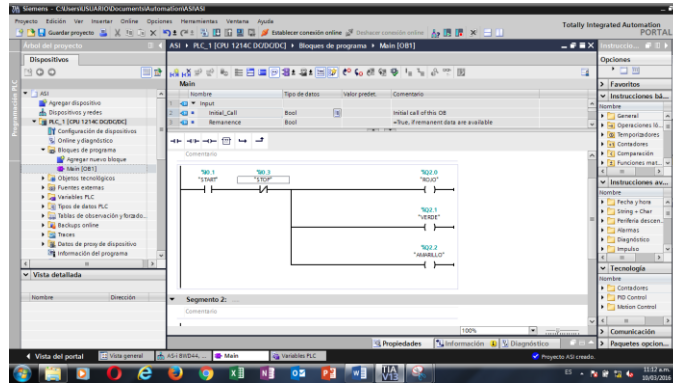 Siemens - C:\Users\USUARIO\Documents\Automation\ASI\ASI
Proyecto Edición Ver Insertar Online Opciones Herramientas Ventana Ayuda
Totally Integrated Automation
PORTAL
Guardar proyecto
Establecer conexión online
Deshacer conexión online
Árbol del proyecto
ASI
PLC_1 [CPU 1214C DC/DC/DC]
Bloques de programa
Main [OB1]
Dispositivos
Opciones
ASI
Agregar dispositivo
Dispositivos y redes
PLC_1 [CPU 1214C DC/DC/DC]
Configuración de dispositivos
Online y diagnóstico
Bloques de programa
Agregar nuevo bloque
Main [OB1]
Objetos tecnológicos
Fuentes externas
Variables PLC
Tipos de datos PLC
Tablas de observación y forzado...
Backups online
Traces
Datos de proxy de dispositivo
Información del programa
Vista detallada
Nombre Dirección
Main
Nombre Tipo de datos Valor predet. Comentario
1 Input
2 Initial_Call Bool Initial call of this OB
3 Remanence Bool =True, if remanent data are available
Comentario
%I0.1
"START"
%I0.3
"STOP"
%Q2.0
"ROJO"
%Q2.1
"VERDE"
%Q2.2
"AMARILLO"
Segmento 2: ....
Comentario
100%
Propiedades Información Diagnóstico
Favoritos
Instrucciones bá...
Nombre
General
Operaciones ló...
Temporizadores
Contadores
Comparación
Funciones mat...
Instrucciones av...
Nombre
Fecha y hora
String + Char
Periferia descen...
Alarmas
Diagnóstico
Impulso
Tecnología
Nombre
Contadores
PID Control
Motion Control
Comunicación
Paquetes opcion...
Vista del portal Vista general Main Variables PLC
Proyecto ASI creado.
TIA
V13
ES
11:12 a.m.
10/03/2016